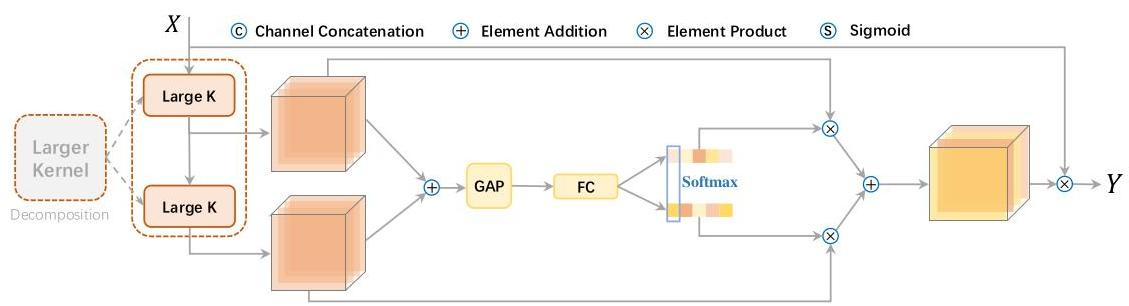 X
C Channel Concatenation
+ Element Addition
× Element Product
S Sigmoid
Large K
Larger
Kernel
Decomposition
Large K
+
GAP
FC
Softmax
×
×
+
×
Y